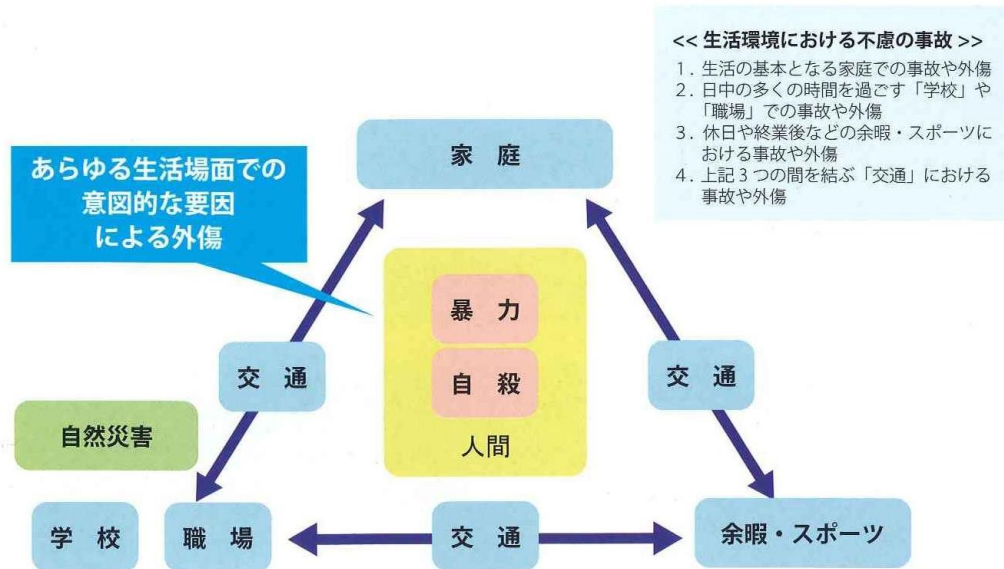 << 生活環境における不慮の事故 >>
1. 生活の基本となる家庭での事故や外傷
2. 日中の多くの時間を過ごす「学校」や
「職場」での事故や外傷
3. 休日や終業後などの余暇・スポーツに
おける事故や外傷
4. 上記3つの間を結ぶ「交通」における
事故や外傷
家 庭
あらゆる生活場面での
意図的な要因
による外傷
暴 力
自 殺
人間
交 通
交 通
自然災害
学 校
職 場
交 通
余暇・スポーツ